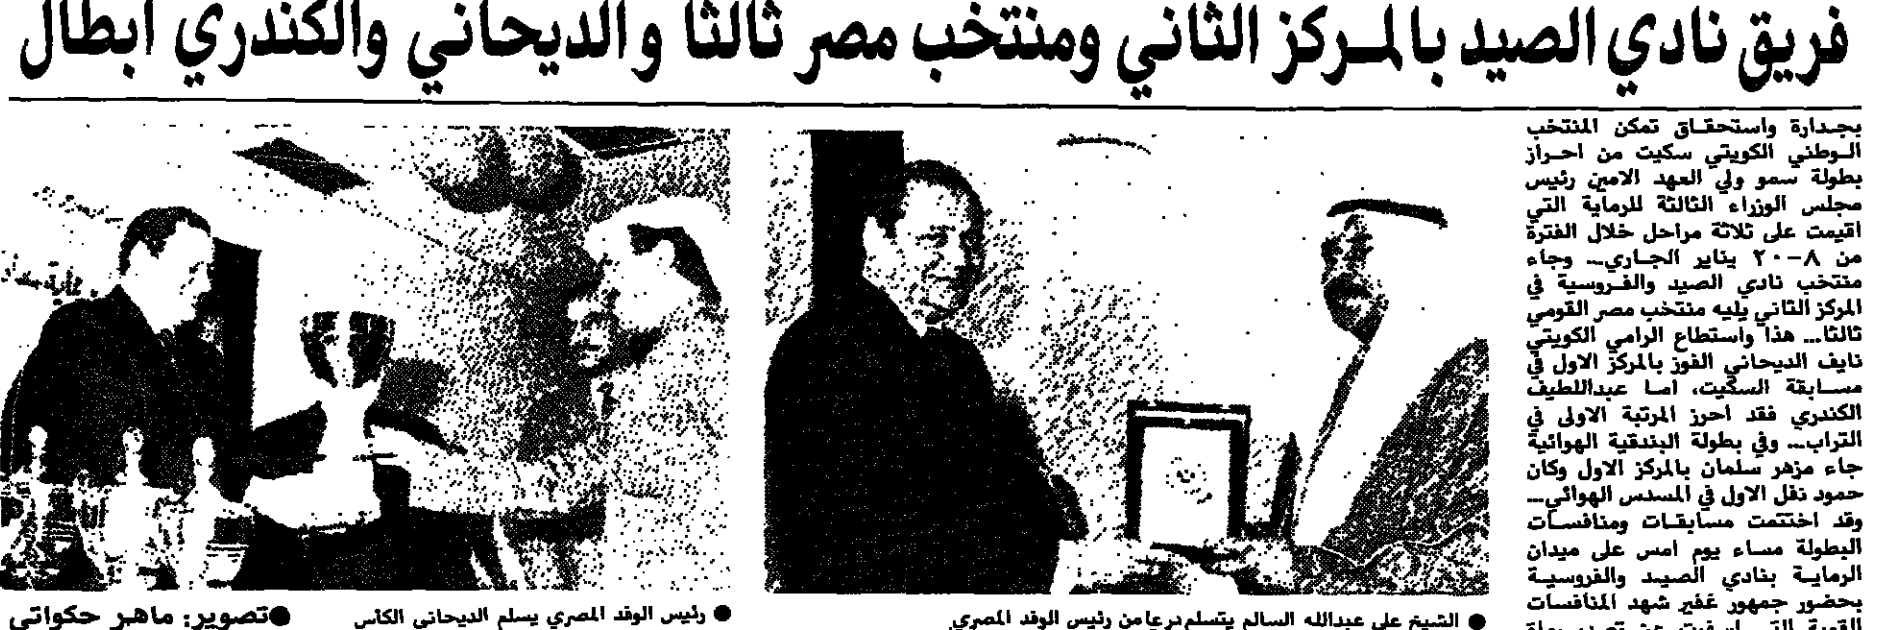 فريق نادي الصيد بالمركز الثاني ومنتخب مصر ثالثا والديحاني والكندري ابطال
بجدارة واستحقاق تمكن المنتخب
الوطني الكويتي سكيت من احراز
بطولة سمو ولي العهد الامين رئيس
مجلس الوزراء الثالثة للرماية التي
اقيمت على ثلاثة مراحل خلال الفترة
من ٨-٢٠ يناير الجاري... وجاء
منتخب نادي الصيد والفروسية في
المركز الثاني يليه منتخب مصر القومي
ثالثا... هذا واستطاع الرامي الكويتي
نايف الديحاني الفوز بالمركز الاول في
مسابقة السكيت، اما عبداللطيف
الكندري فقد احرز المرتبة الاولى في
التراب... وفي بطولة البندقية الهوائية
جاء مزهر سلمان بالمركز الاول وكان
حمود نفل الاول في المسدس الهوائي...
وقد اختتمت مسابقات ومنافسات
البطولة مساء يوم امس على ميدان
الرماية بنادي الصيد والفروسية
بحضور جمهور غفير شهد المنافسات
● الشيخ علي عبدالله السالم يتسلم درعا من رئيس الوفد المصري
● رئيس الوفد المصري يسلم الديحاني الكأس
●تصوير: ماهر حكواتي